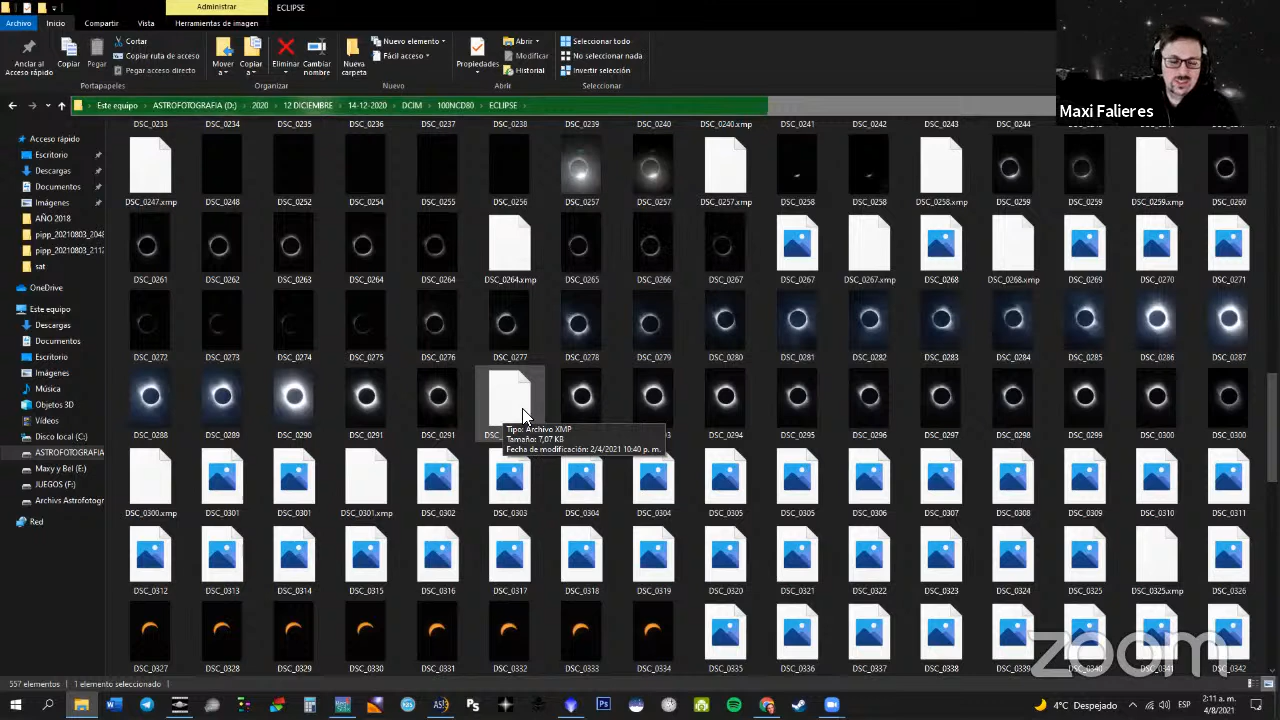 Administrar
ECLIPSE
Archivo
Inicio
Compartir
Vista
Herramientas de imagen
Anclar al
Acceso rápido
Copiar
Pegar
Cortar
Copiar ruta de acceso
Pegar acceso directo
Mover
a
Copiar
a
Eliminar
Cambiar
nombre
Nueva
carpeta
Nuevo elemento
Fácil acceso
Propiedades
Abrir
Modificar
Historial
Seleccionar todo
No seleccionar nada
Invertir selección
Portapapeles
Organizar
Nuevo
Abrir
Seleccionar
Este equipo
ASTROFOTOGRAFIA (D:)
2020
12 DICIEMBRE
14-12-2020
DCIM
100NCD80
ECLIPSE
Maxi Falieres
Acceso rápido
Escritorio
Descargas
Documentos
Imágenes
AÑO 2018
pipp_20210803_2048
pipp_20210803_2112
sat
OneDrive
Este equipo
Descargas
Documentos
Escritorio
Imágenes
Música
Objetos 3D
Vídeos
Disco local (C:)
ASTROFOTOGRAFIA
Maxy y Bel (E:)
JUEGOS (F:)
Archivs Astrofotogr
Red
DSC_0233 DSC_0234 DSC_0235 DSC_0236 DSC_0237 DSC_0238 DSC_0239 DSC_0240 DSC_0240.xmp DSC_0241 DSC_0242 DSC_0243 DSC_0244
DSC_0247.xmp DSC_0248 DSC_0252 DSC_0254 DSC_0255 DSC_0256 DSC_0257 DSC_0257 DSC_0257.xmp DSC_0258 DSC_0258 DSC_0258.xmp DSC_0259 DSC_0259 DSC_0259.xmp DSC_0260
DSC_0261 DSC_0262 DSC_0263 DSC_0264 DSC_0264 DSC_0264.xmp DSC_0265 DSC_0266 DSC_0267 DSC_0267 DSC_0267.xmp DSC_0268 DSC_0268.xmp DSC_0269 DSC_0270 DSC_0271
DSC_0272 DSC_0273 DSC_0274 DSC_0275 DSC_0276 DSC_0277 DSC_0278 DSC_0279 DSC_0280 DSC_0281 DSC_0282 DSC_0283 DSC_0284 DSC_0285 DSC_0286 DSC_0287
DSC_0288 DSC_0289 DSC_0290 DSC_0291 DSC_0291 DSC_0294 DSC_0295 DSC_0296 DSC_0297 DSC_0298 DSC_0299 DSC_0300 DSC_0300
Tipo: Archivo XMP
Tamaño: 7,07 KB
Fecha de modificación: 2/4/2021 10:40 p. m.
DSC_0300.xmp DSC_0301 DSC_0301 DSC_0301.xmp DSC_0302 DSC_0303 DSC_0304 DSC_0304 DSC_0305 DSC_0305 DSC_0306 DSC_0307 DSC_0308 DSC_0309 DSC_0310 DSC_0311
DSC_0312 DSC_0313 DSC_0314 DSC_0315 DSC_0316 DSC_0317 DSC_0318 DSC_0319 DSC_0320 DSC_0321 DSC_0322 DSC_0323 DSC_0324 DSC_0325 DSC_0325.xmp DSC_0326
DSC_0327 DSC_0328 DSC_0329 DSC_0330 DSC_0331 DSC_0332 DSC_0333 DSC_0334 DSC_0335 DSC_0336 DSC_0337 DSC_0338 DSC_0339 DSC_0340 DSC_0341 DSC_0342
zoom
557 elementos
1 elemento seleccionado
4°C Despejado
ESP
2:11 a. m.
4/8/2021